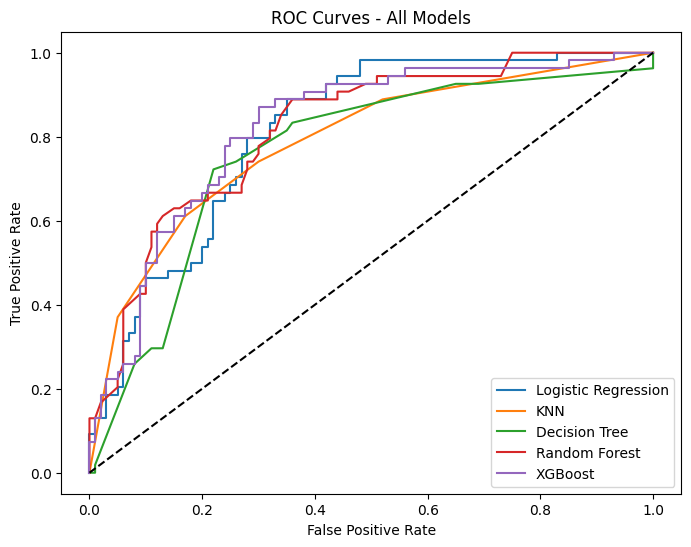 ROC Curves - All Models
True Positive Rate
1.0
0.8
0.6
0.4
0.2
0.0
Logistic Regression
KNN
Decision Tree
Random Forest
XGBoost
0.0 0.2 0.4 0.6 0.8 1.0
False Positive Rate